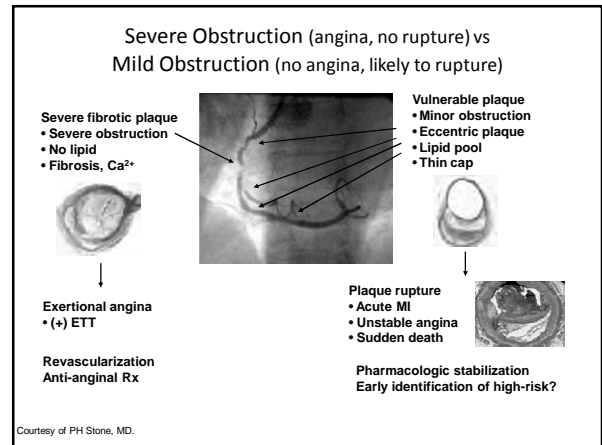 Severe Obstruction (angina, no rupture) vs
Mild Obstruction (no angina, likely to rupture)
Severe fibrotic plaque
• Severe obstruction
• No lipid
• Fibrosis, Ca²⁺
Exertional angina
• (+) ETT
Revascularization
Anti-anginal Rx
Vulnerable plaque
• Minor obstruction
• Eccentric plaque
• Lipid pool
• Thin cap
Plaque rupture
• Acute MI
• Unstable angina
• Sudden death
Pharmacologic stabilization
Early identification of high-risk?
Courtesy of PH Stone, MD.